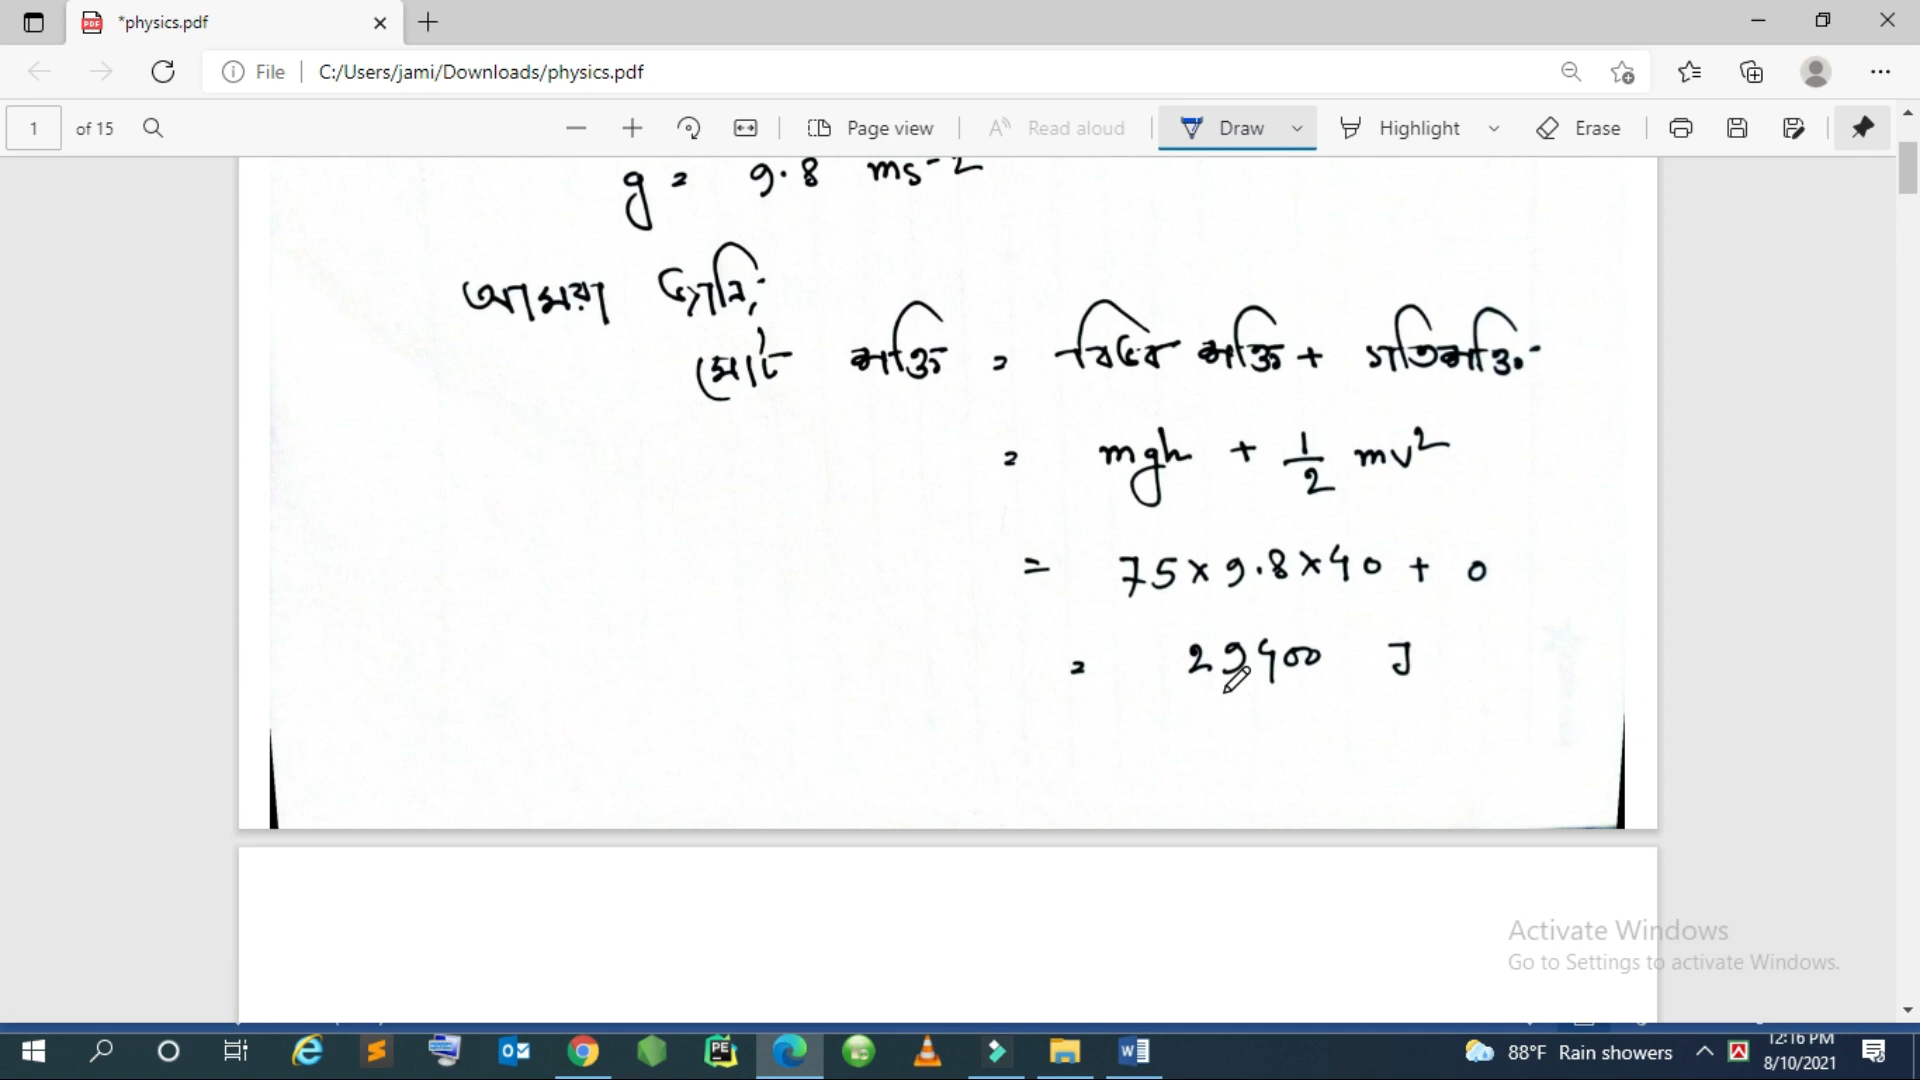 *physics.pdf
File C:/Users/jami/Downloads/physics.pdf
1 of 15 Page view Read aloud Draw Highlight Erase
g = 9.8 ms-2
আমরা জানি,
মোট শক্তি = বিভব শক্তি + গতিশক্তি
= mgh + 1/2 mv²
= 75×9.8×40 + 0
= 29400 J
Activate Windows
Go to Settings to activate Windows.
88°F Rain showers 12:16 PM
8/10/2021